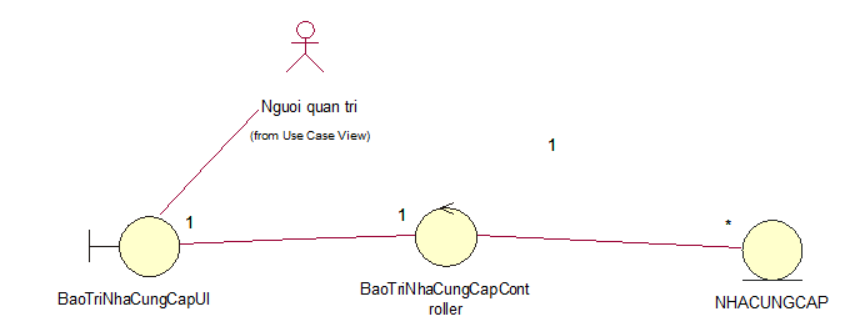 Nguoi quan tri
(from Use Case View)
1
1
1
*
BaoTriNhaCungCapUI
BaoTriNhaCungCapCont
roller
NHACUNGCAP